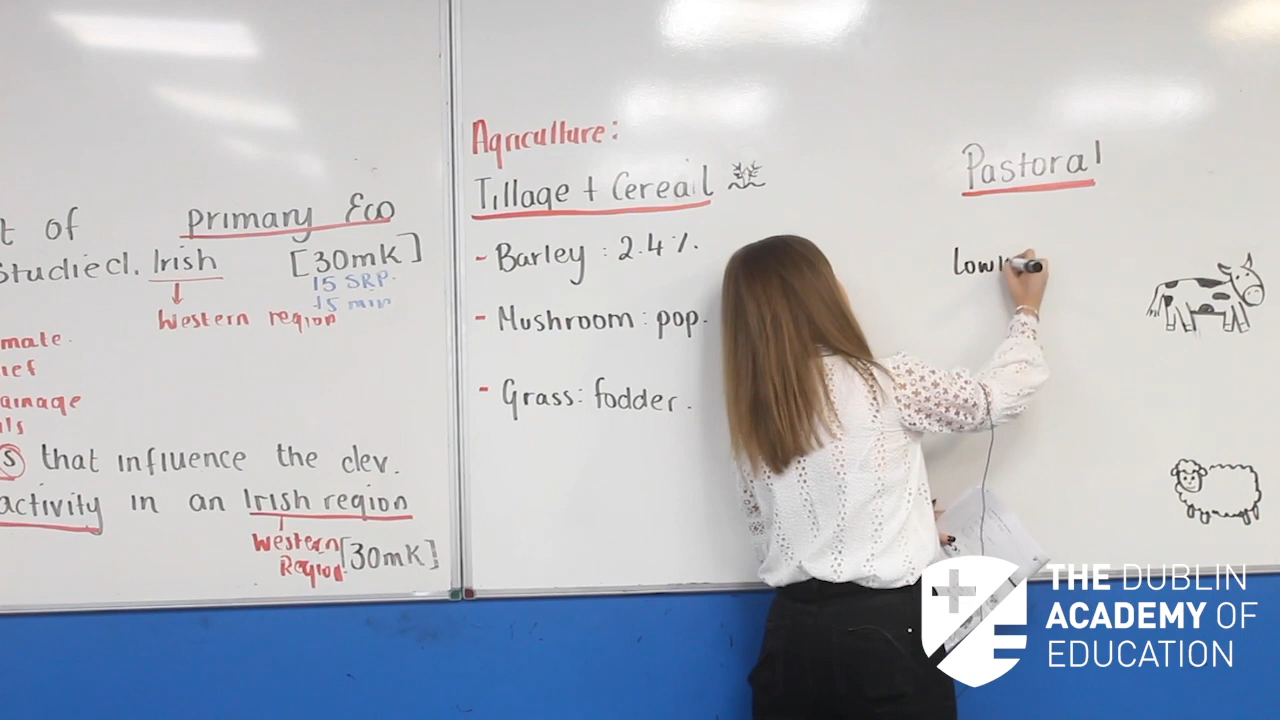 t of
Primary Eco
studied. Irish [30mk]
15 SRP.
15 min
Western region
mate.
ief
ainage
ils
s that influence the dev.
activity in an Irish region
Western Region [30mk]
Agriculture:
Tillage + Cereail
- Barley : 2.4%.
- Mushroom : pop.
- Grass : fodder.
Pastoral
Low
THE DUBLIN
ACADEMY OF
EDUCATION